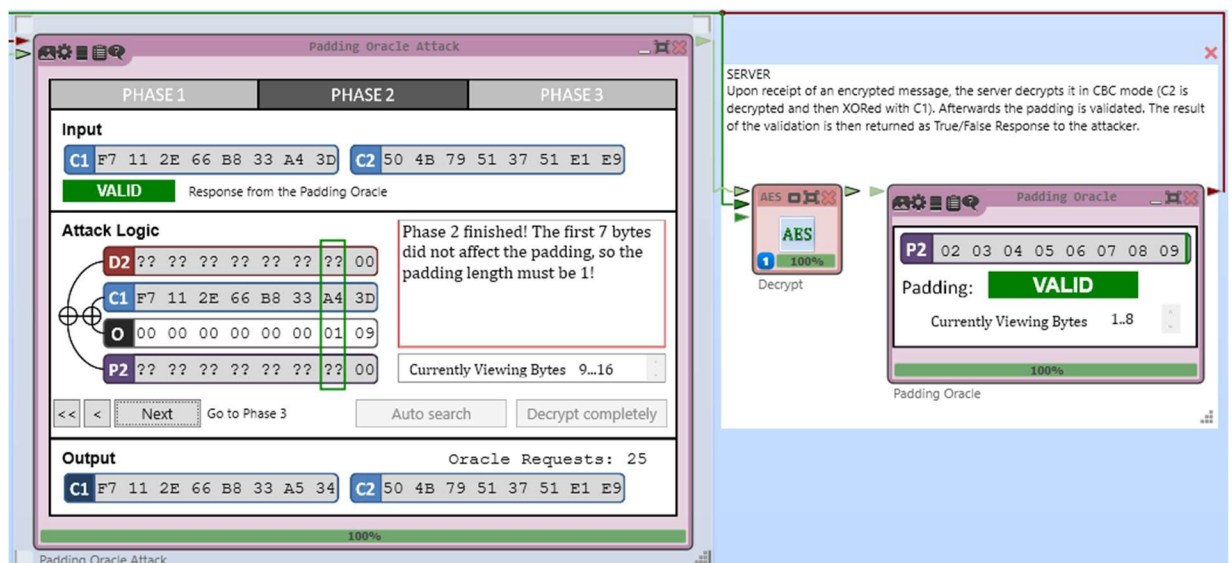 Padding Oracle Attack
PHASE 1 PHASE 2 PHASE 3
Input
C1 F7 11 2E 66 B8 33 A4 3D C2 50 4B 79 51 37 51 E1 E9
VALID Response from the Padding Oracle
Attack Logic
D2 ?? ?? ?? ?? ?? ?? ?? 00
C1 F7 11 2E 66 B8 33 A4 3D
O 00 00 00 00 00 00 01 09
P2 ?? ?? ?? ?? ?? ?? ?? 00
Phase 2 finished! The first 7 bytes
did not affect the padding, so the
padding length must be 1!
Currently Viewing Bytes 9...16
<< < Next Go to Phase 3 Auto search Decrypt completely
Output Oracle Requests: 25
C1 F7 11 2E 66 B8 33 A5 34 C2 50 4B 79 51 37 51 E1 E9
100%
Padding Oracle Attack
SERVER
Upon receipt of an encrypted message, the server decrypts it in CBC mode (C2 is
decrypted and then XORed with C1). Afterwards the padding is validated. The result
of the validation is then returned as True/False Response to the attacker.
AES
AES
1 100%
Decrypt
Padding Oracle
P2 02 03 04 05 06 07 08 09
Padding: VALID
Currently Viewing Bytes 1..8
100%
Padding Oracle